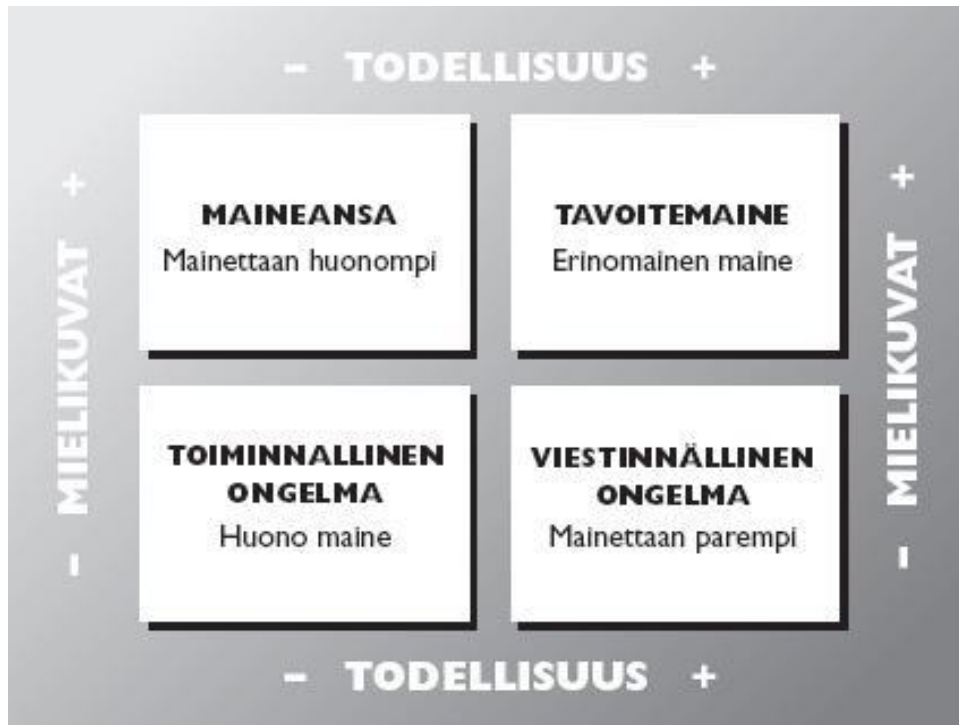 - TODELLISUUS +
- MIELIKUVAT +
MAINEANSA
Mainettaan huonompi
TAVOITEMAINE
Erinomainen maine
- MIELIKUVAT +
TOIMINNALLINEN
ONGELMA
Huono maine
VIESTINNÄLLINEN
ONGELMA
Mainettaan parempi
- TODELLISUUS +